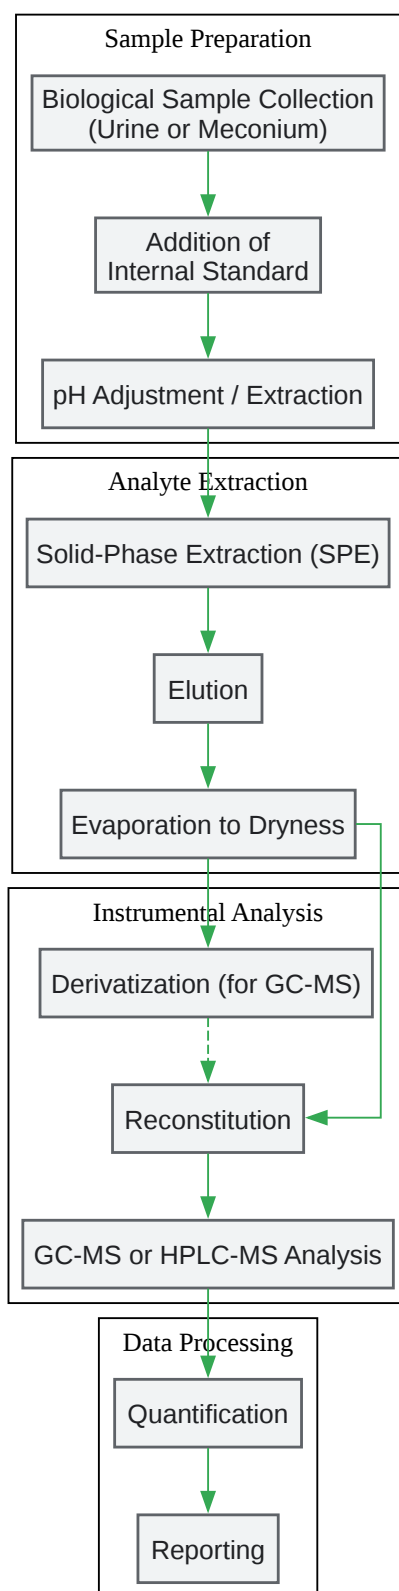 Sample Preparation
Biological Sample Collection
(Urine or Meconium)
Addition of
Internal Standard
pH Adjustment / Extraction
Analyte Extraction
Solid-Phase Extraction (SPE)
Elution
Evaporation to Dryness
Instrumental Analysis
Derivatization (for GC-MS)
Reconstitution
GC-MS or HPLC-MS Analysis
Data Processing
Quantification
Reporting